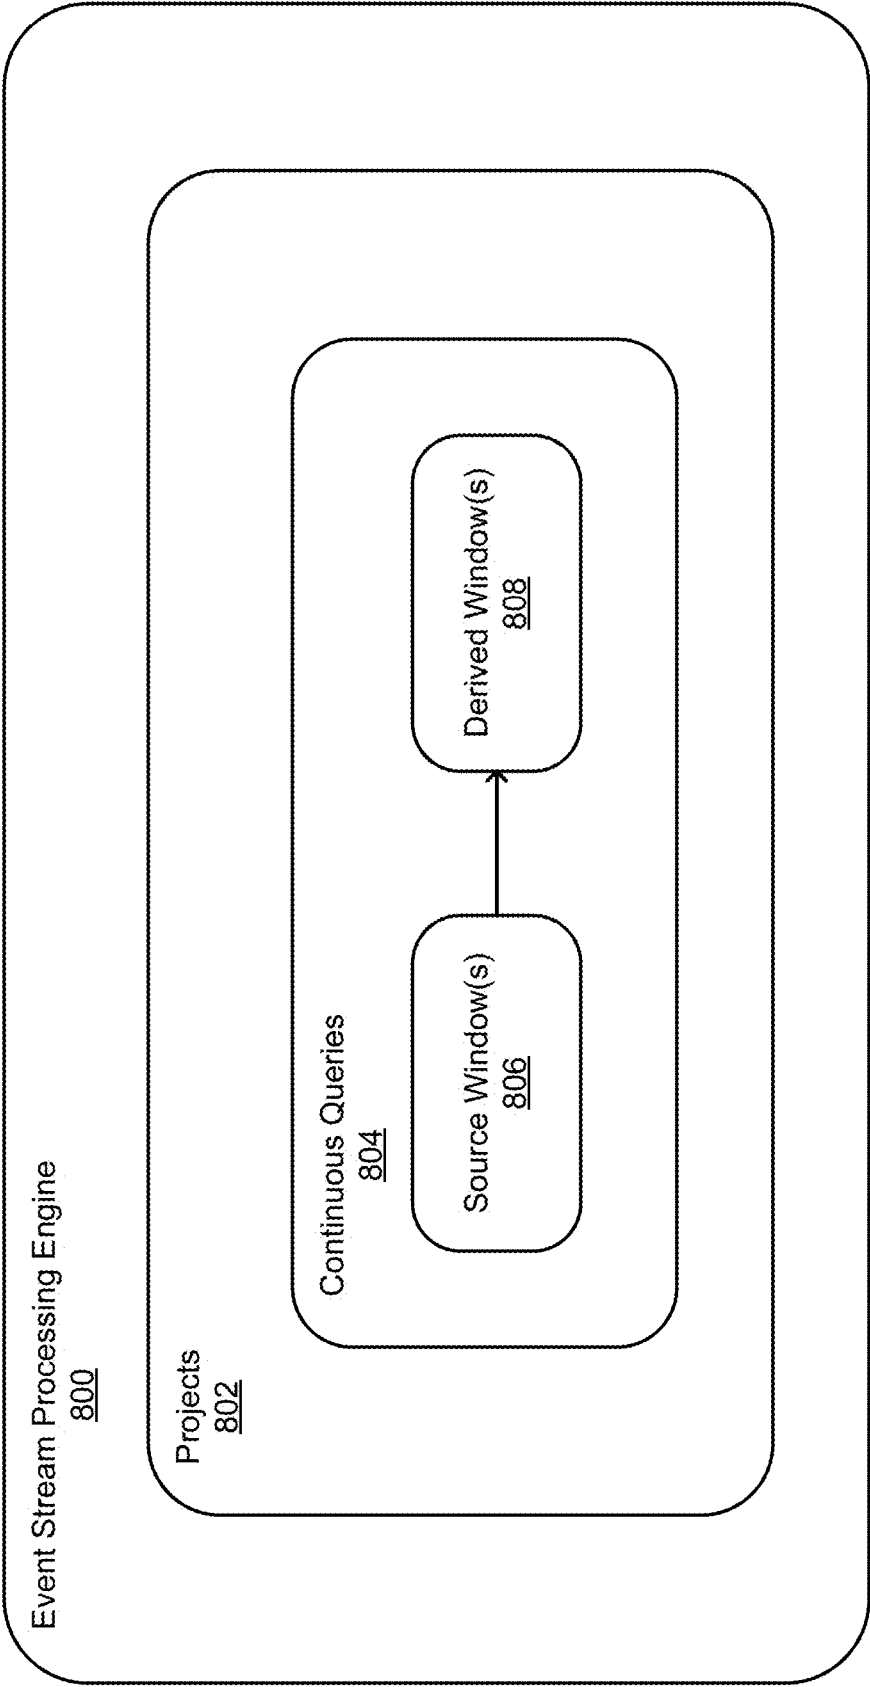 Event Stream Processing Engine
800
Projects
802
Continuous Queries
804
Source Window(s)
806
Derived Window(s)
808